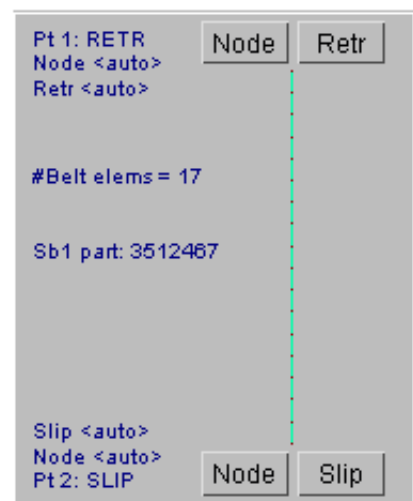 Pt 1: RETR
Node <auto>
Retr <auto>
Node
Retr
#Belt elems = 17
Sb1 part: 3512467
Slip <auto>
Node <auto>
Pt 2: SLIP
Node
Slip